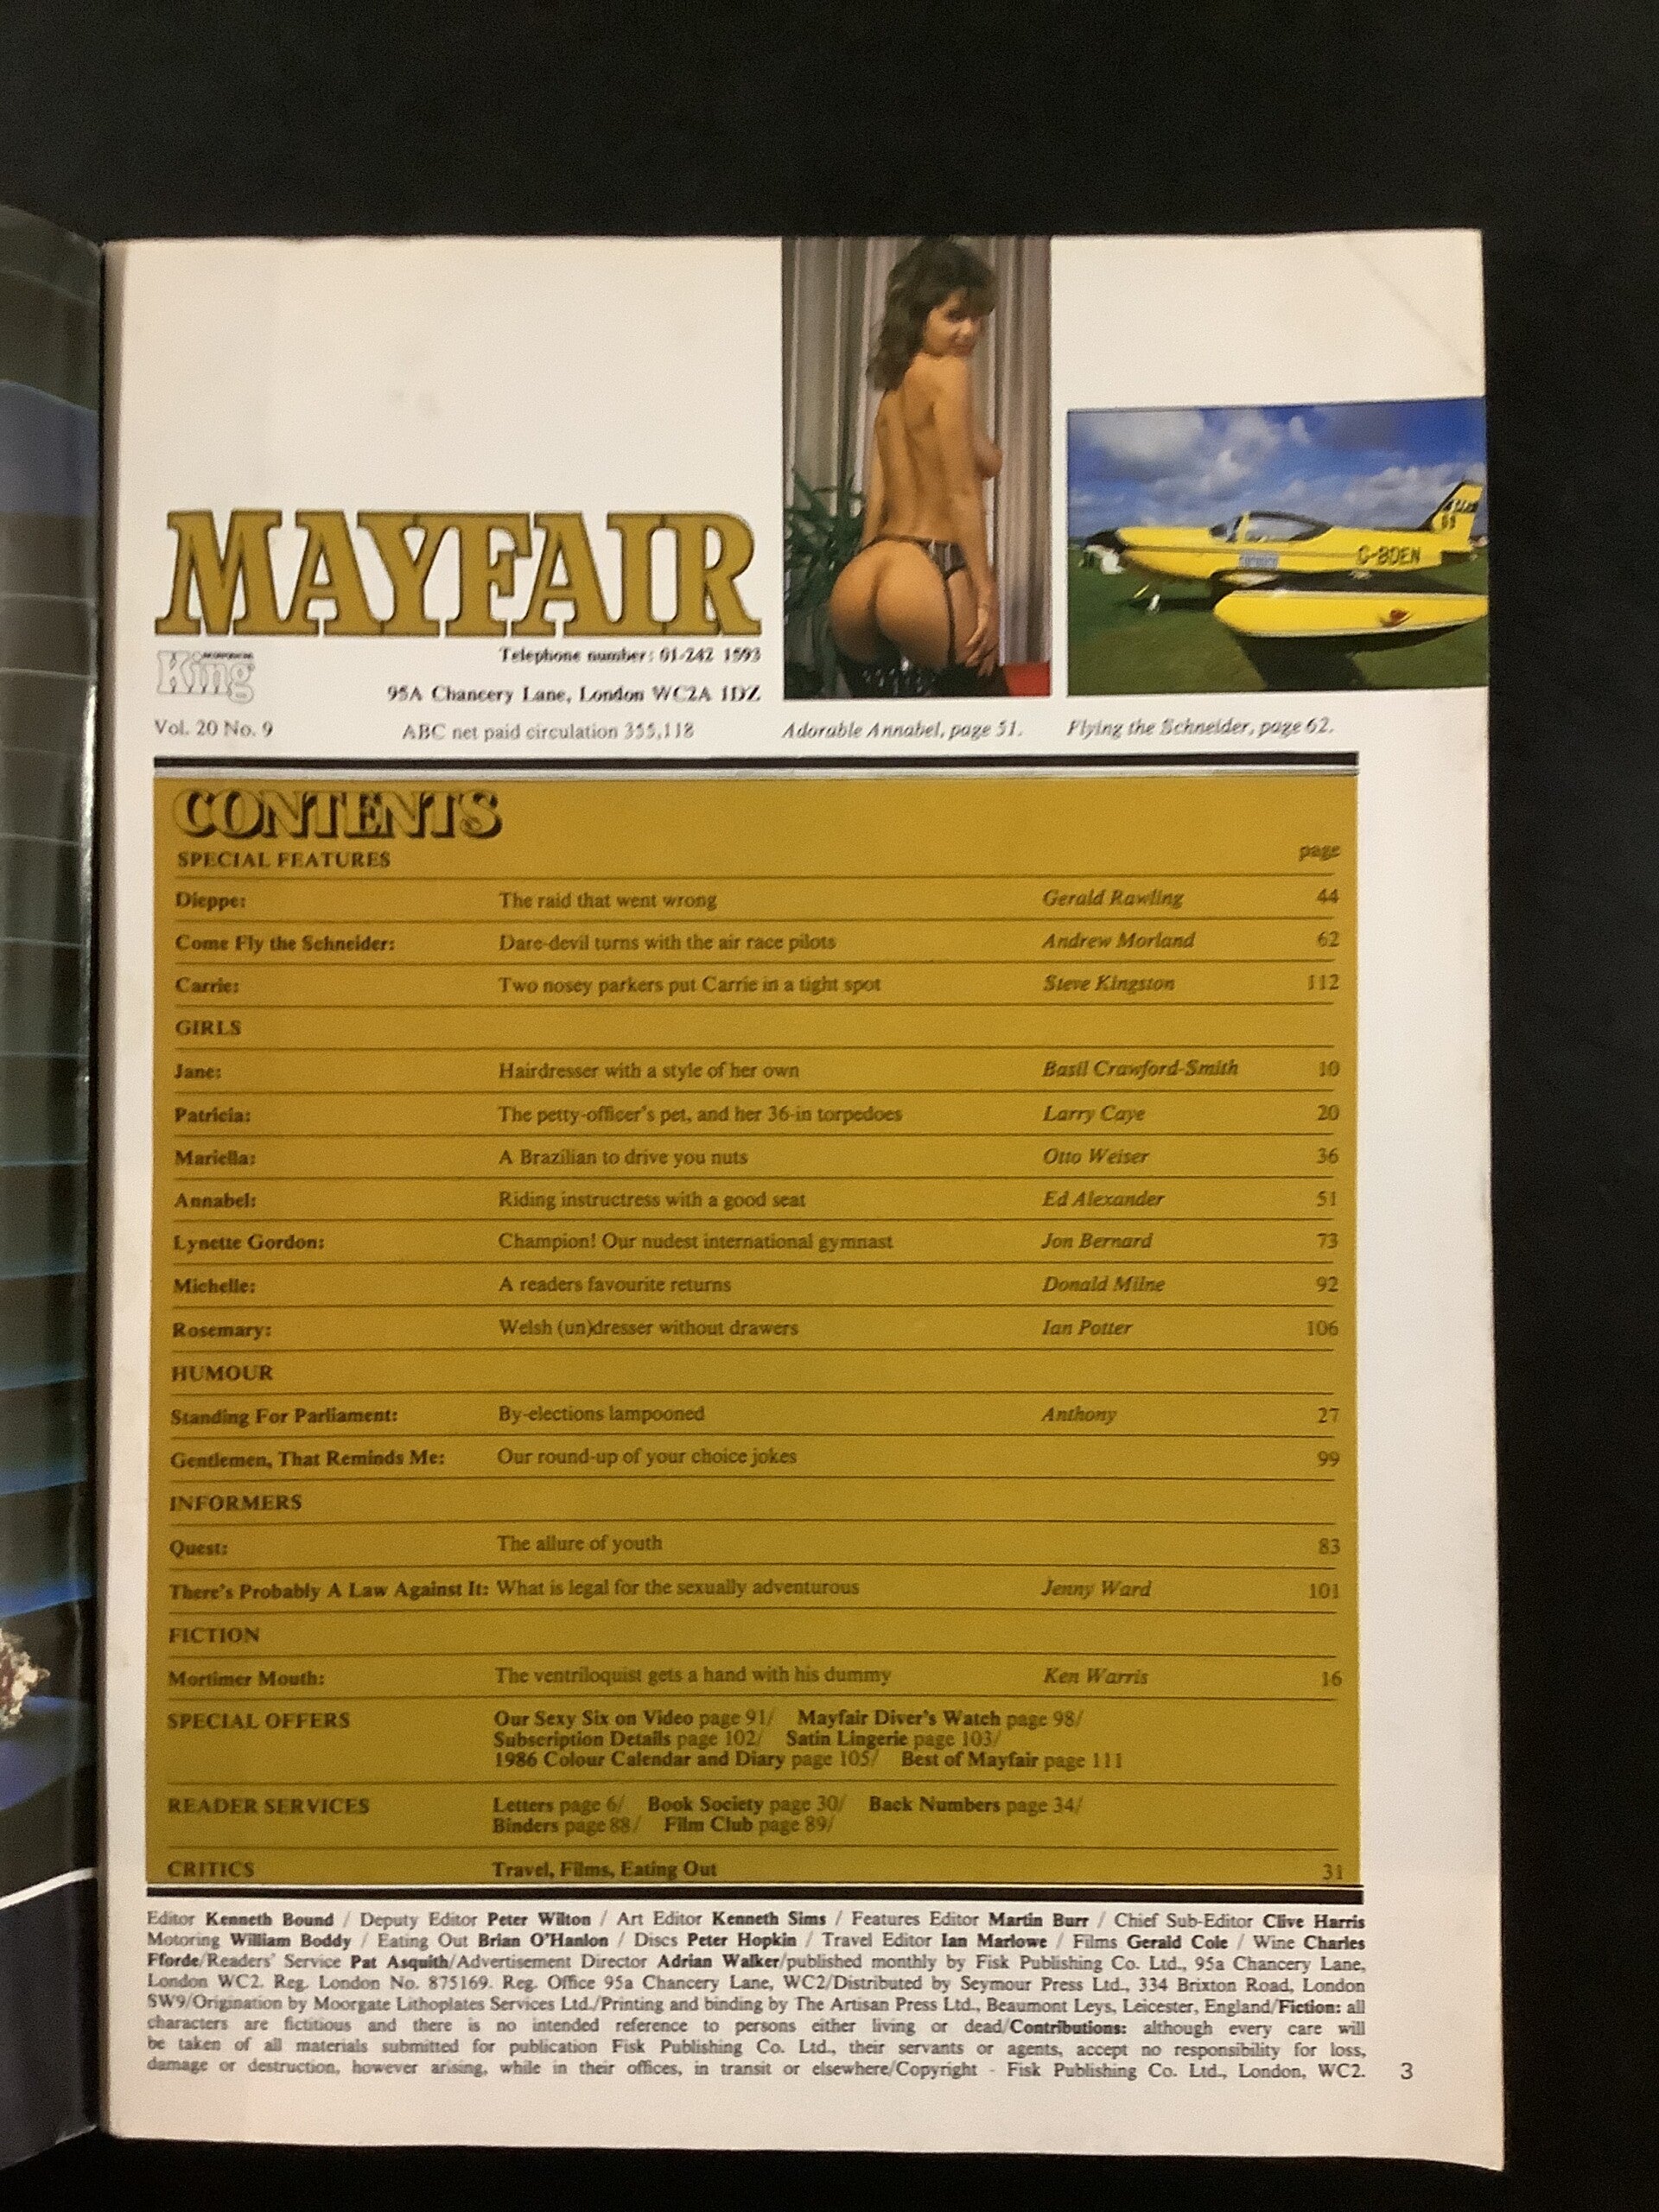 MAYFAIR
INCORPORATING
King
Telephone number: 01-242 1593
95A Chancery Lane, London WC2A 1DZ
Vol. 20 No. 9 ABC net paid circulation 355,118
G-BDEN
Adorable Annabel, page 51. Flying the Schneider, page 62.
CONTENTS
SPECIAL FEATURES page
Dieppe: The raid that went wrong Gerald Rawling 44
Come Fly the Schneider: Dare-devil turns with the air race pilots Andrew Morland 62
Carrie: Two nosey parkers put Carrie in a tight spot Steve Kingston 112
GIRLS
Jane: Hairdresser with a style of her own Basil Crawford-Smith 10
Patricia: The petty-officer's pet, and her 36-in torpedoes Larry Caye 20
Mariella: A Brazilian to drive you nuts Otto Weiser 36
Annabel: Riding instructress with a good seat Ed Alexander 51
Lynette Gordon: Champion! Our nudest international gymnast Jon Bernard 73
Michelle: A readers favourite returns Donald Milne 92
Rosemary: Welsh (un)dresser without drawers Ian Potter 106
HUMOUR
Standing For Parliament: By-elections lampooned Anthony 27
Gentlemen, That Reminds Me: Our round-up of your choice jokes 99
INFORMERS
Quest: The allure of youth 83
There's Probably A Law Against It: What is legal for the sexually adventurous Jenny Ward 101
FICTION
Mortimer Mouth: The ventriloquist gets a hand with his dummy Ken Warris 16
SPECIAL OFFERS Our Sexy Six on Video page 91/ Mayfair Diver's Watch page 98/
Subscription Details page 102/ Satin Lingerie page 103/
1986 Colour Calendar and Diary page 105/ Best of Mayfair page 111
READER SERVICES Letters page 6/ Book Society page 30/ Back Numbers page 34/
Binders page 88/ Film Club page 89/
CRITICS Travel, Films, Eating Out 31
Editor Kenneth Bound / Deputy Editor Peter Wilton / Art Editor Kenneth Sims / Features Editor Martin Burr / Chief Sub-Editor Clive Harris
Motoring William Boddy / Eating Out Brian O'Hanlon / Discs Peter Hopkin / Travel Editor Ian Marlowe / Films Gerald Cole / Wine Charles
Fforde/Readers' Service Pat Asquith/Advertisement Director Adrian Walker/published monthly by Fisk Publishing Co. Ltd., 95a Chancery Lane,
London WC2. Reg. London No. 875169. Reg. Office 95a Chancery Lane, WC2/Distributed by Seymour Press Ltd., 334 Brixton Road, London
SW9/Origination by Moorgate Lithoplates Services Ltd./Printing and binding by The Artisan Press Ltd., Beaumont Leys, Leicester, England/Fiction: all
characters are fictitious and there is no intended reference to persons either living or dead/Contributions: although every care will
be taken of all materials submitted for publication Fisk Publishing Co. Ltd., their servants or agents, accept no responsibility for loss,
damage or destruction, however arising, while in their offices, in transit or elsewhere/Copyright - Fisk Publishing Co. Ltd., London, WC2.
3